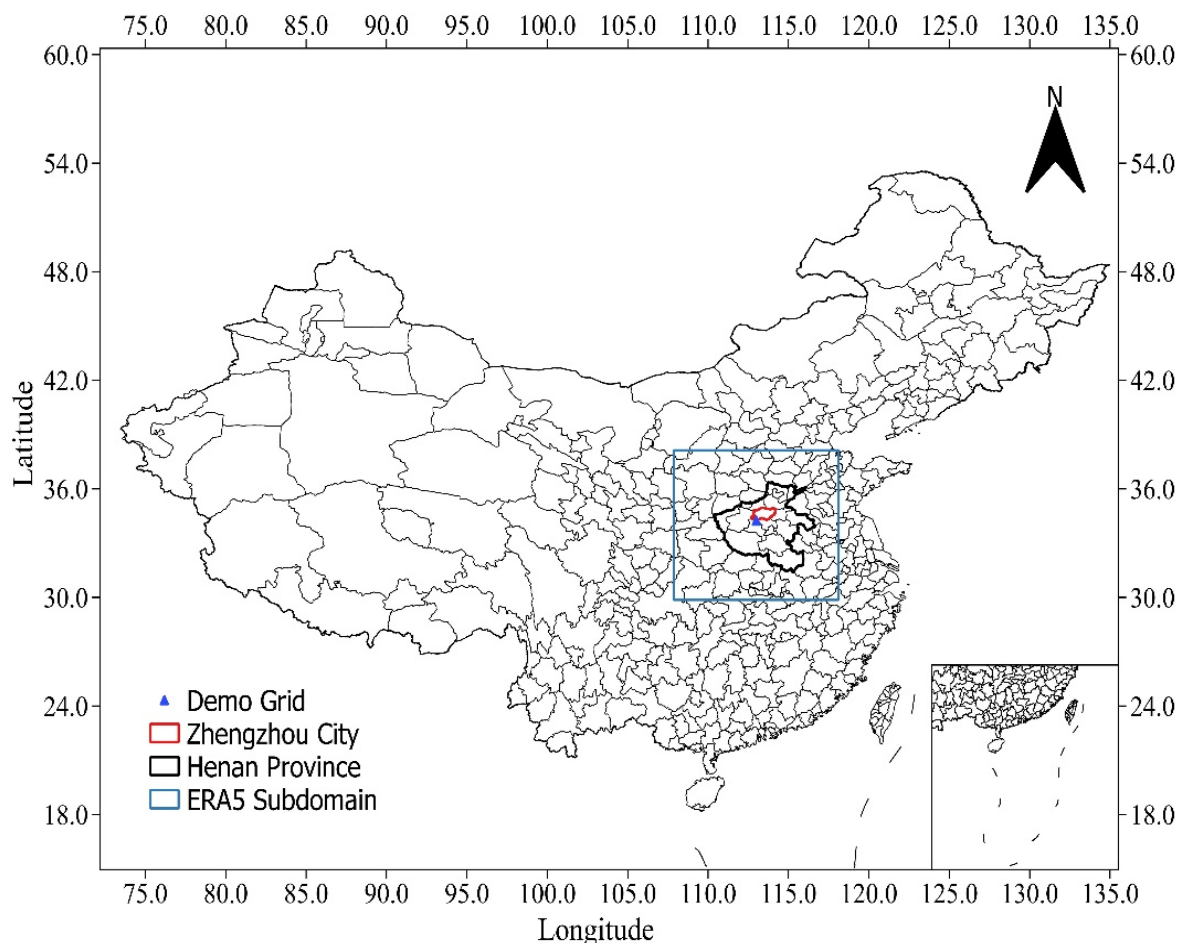 75.0 80.0 85.0 90.0 95.0 100.0 105.0 110.0 115.0 120.0 125.0 130.0 135.0
60.0 60.0
N
54.0 54.0
48.0 48.0
42.0 42.0
Latitude
36.0 36.0
30.0 30.0
Demo Grid
24.0 24.0
Zhengzhou City
Henan Province
ERA5 Subdomain
18.0 18.0
75.0 80.0 85.0 90.0 95.0 100.0 105.0 110.0 115.0 120.0 125.0 130.0 135.0
Longitude